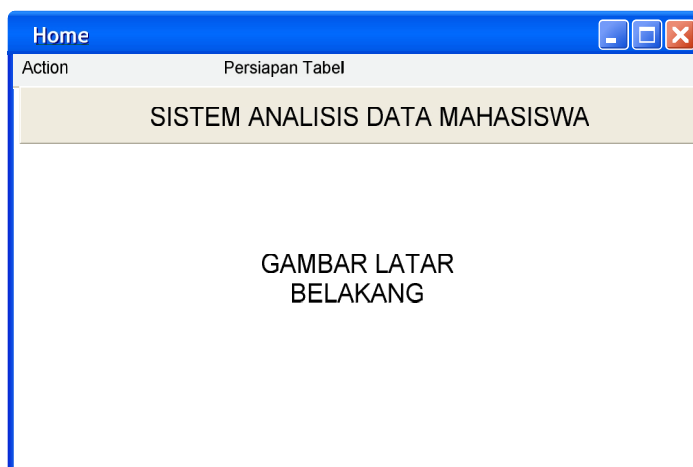 Home
Action Persiapan Tabel
SISTEM ANALISIS DATA MAHASISWA
GAMBAR LATAR
BELAKANG